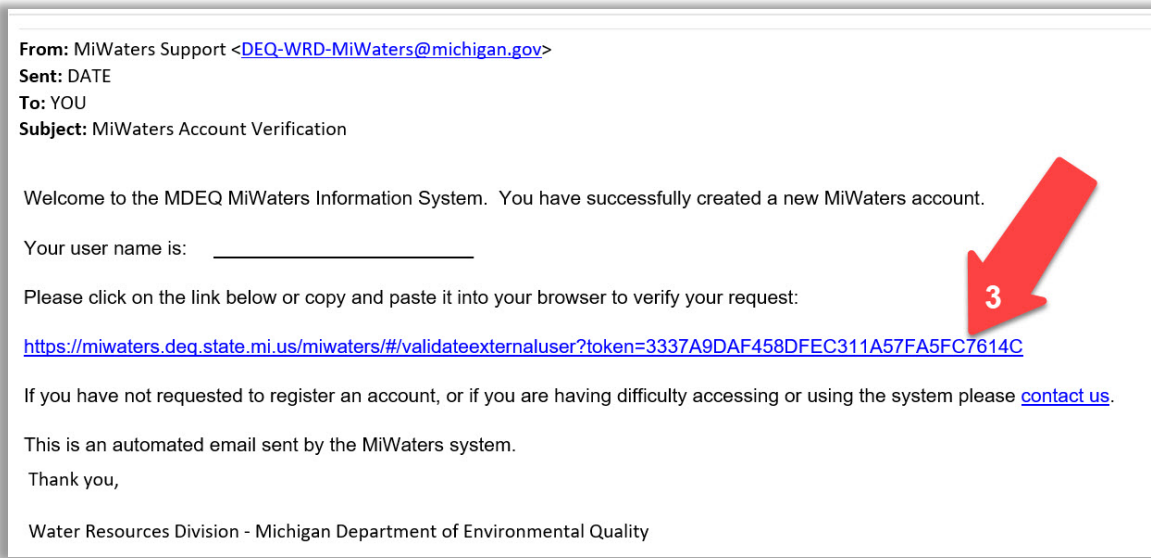 From: MiWaters Support <DEQ-WRD-MiWaters@michigan.gov>
Sent: DATE
To: YOU
Subject: MiWaters Account Verification
Welcome to the MDEQ MiWaters Information System.  You have successfully created a new MiWaters account.
Your user name is:
Please click on the link below or copy and paste it into your browser to verify your request:
3
https://miwaters.deq.state.mi.us/miwaters/#/validateexternaluser?token=3337A9DAF458DFEC311A57FA5FC7614C
If you have not requested to register an account, or if you are having difficulty accessing or using the system please contact us.
This is an automated email sent by the MiWaters system.
Thank you,
Water Resources Division - Michigan Department of Environmental Quality